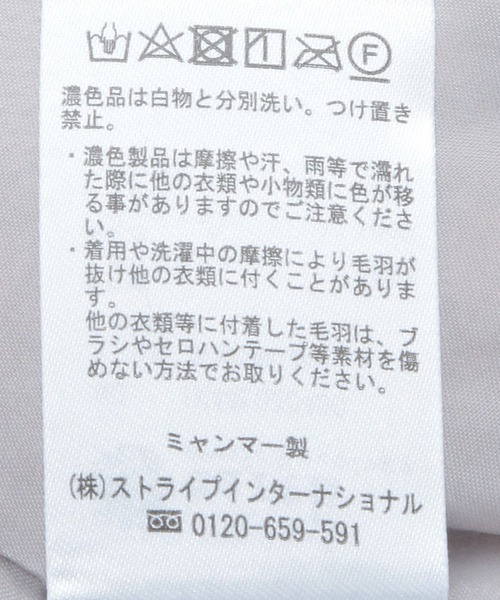 F
濃色品は白物と分別洗い。つけ置き
禁止。
・濃色製品は摩擦や汗、雨等で濡れ
た際に他の衣類や小物類に色が移
る事がありますのでご注意くださ
い。
・着用や洗濯中の摩擦により毛羽が
抜け他の衣類に付くことがありま
す。
他の衣類等に付着した毛羽は、ブ
ラシやセロハンテープ等素材を傷
めない方法でお取りください。
ミャンマー製
(株)ストライプインターナショナル
0120-659-591